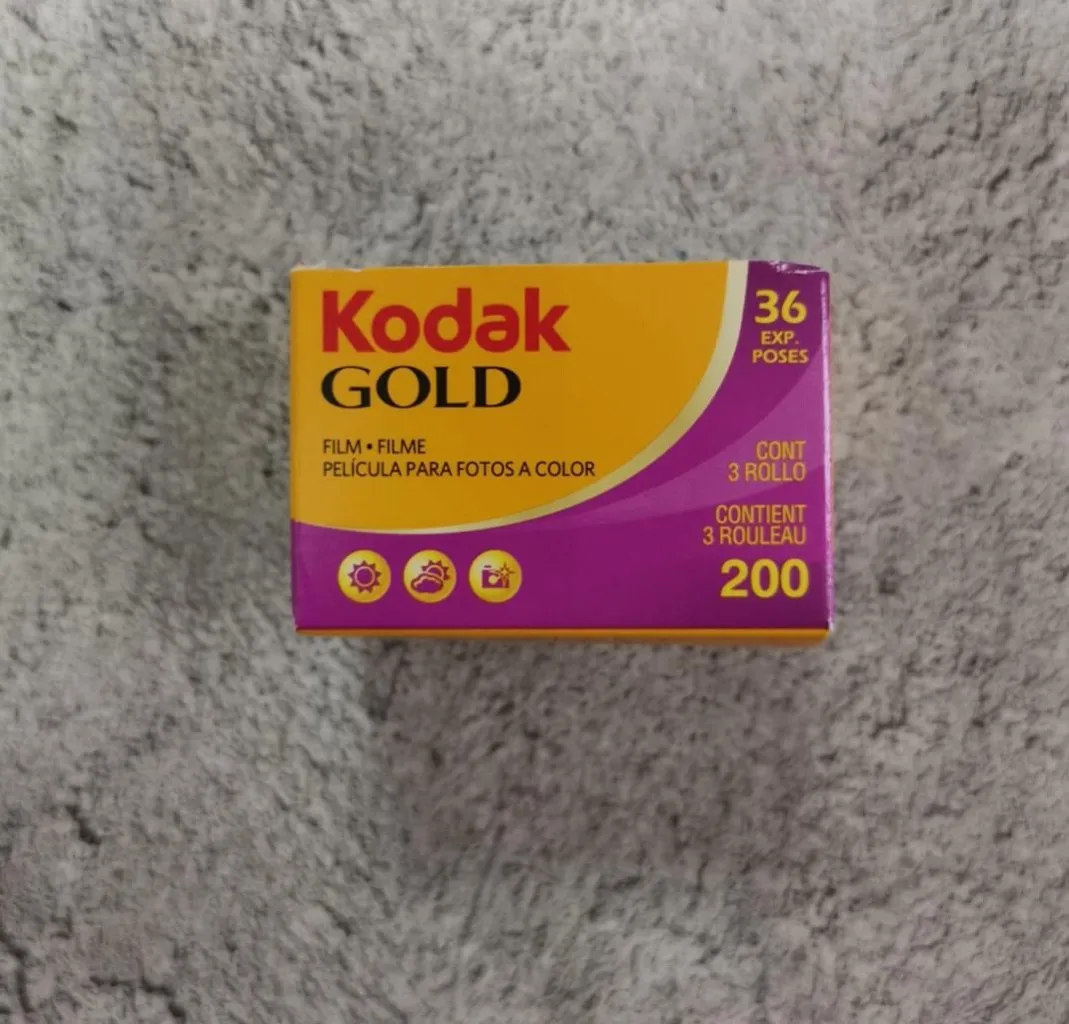 Kodak
GOLD
FILM • FILME
PELÍCULA PARA FOTOS A COLOR
36
EXP.
POSES
CONT
3 ROLLO
CONTIENT
3 ROULEAU
200